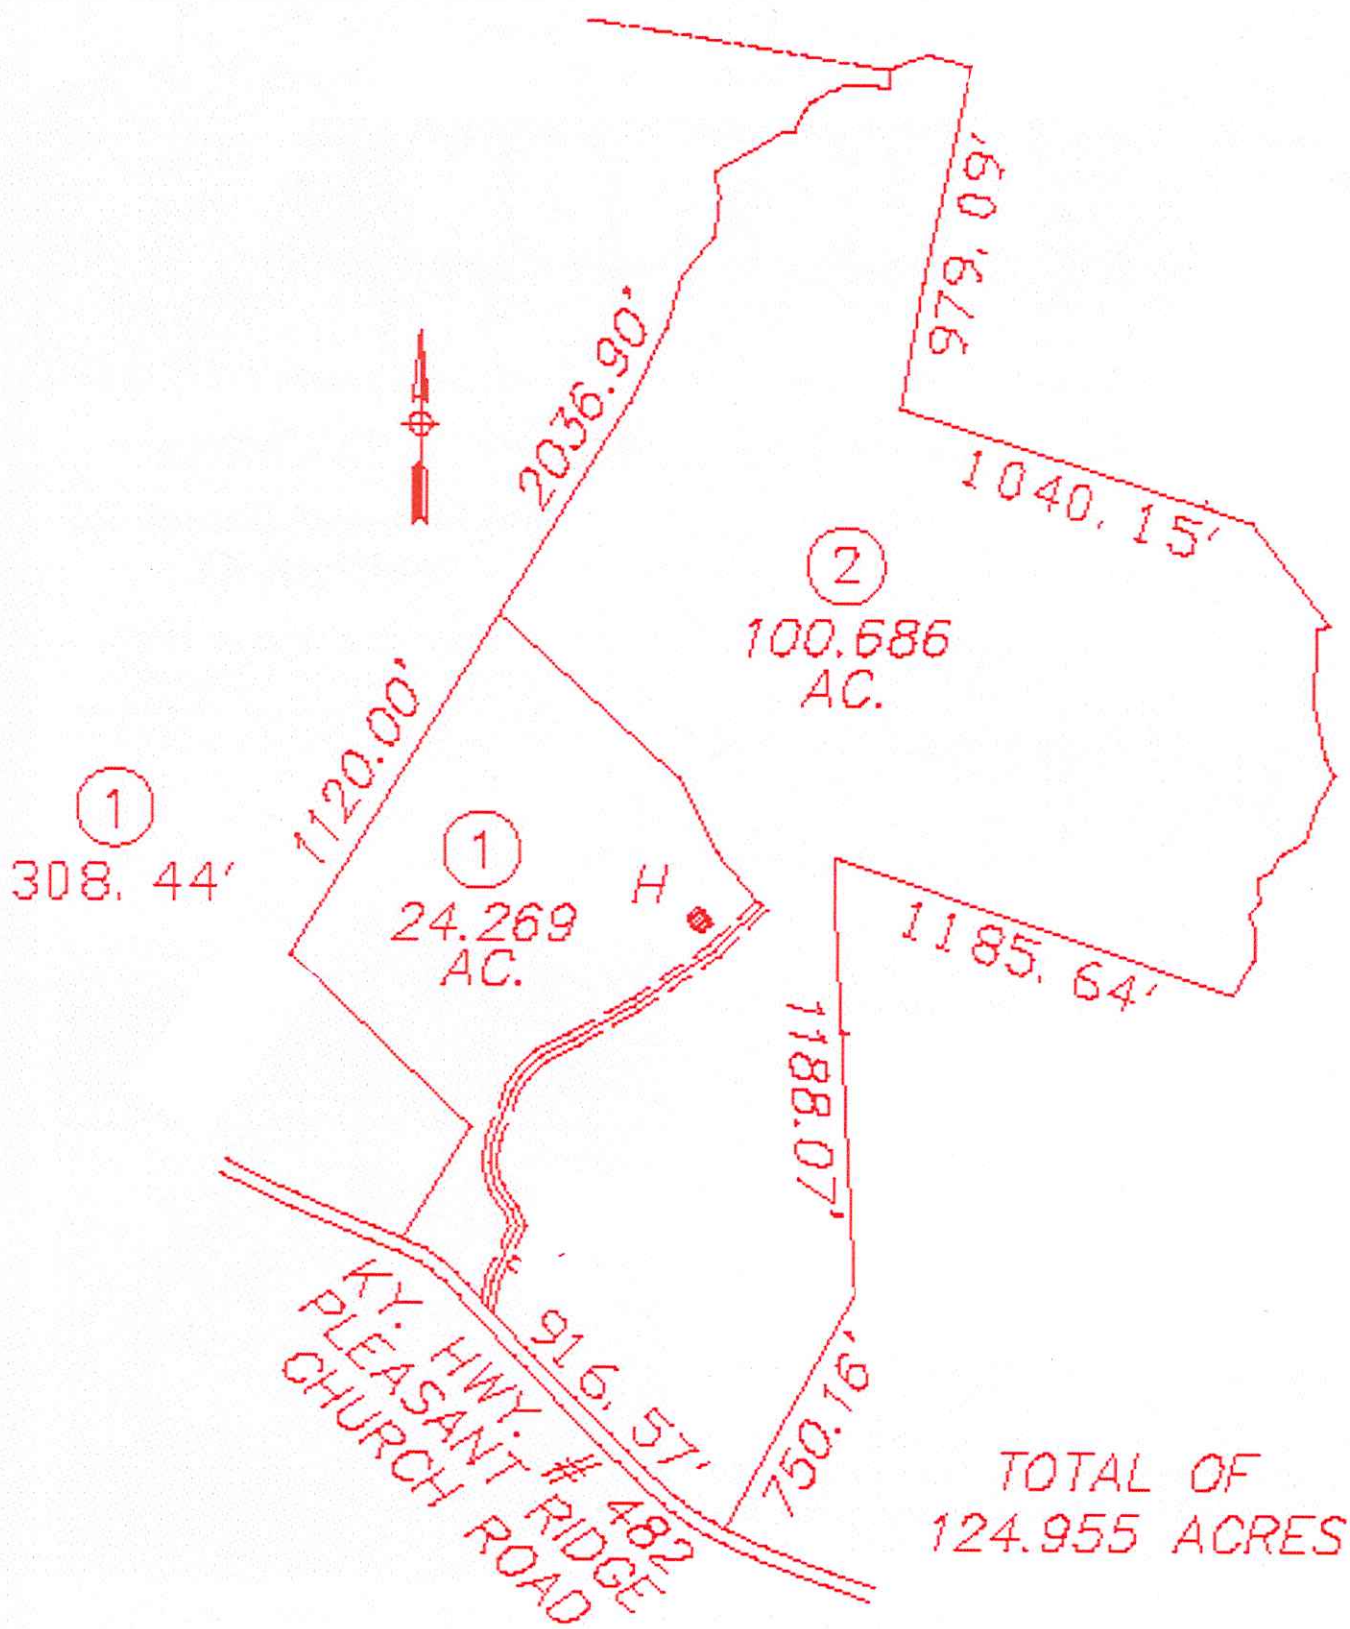 979.09'
2036.90'
1040.15'
2
100.686
AC.
1120.00'
1
308.44'
1
24.269
AC.
H
1185.64'
1188.07'
916.57'
750.16'
KY. HWY. # 482
PLEASANT RIDGE
CHURCH ROAD
TOTAL OF
124.955 ACRES